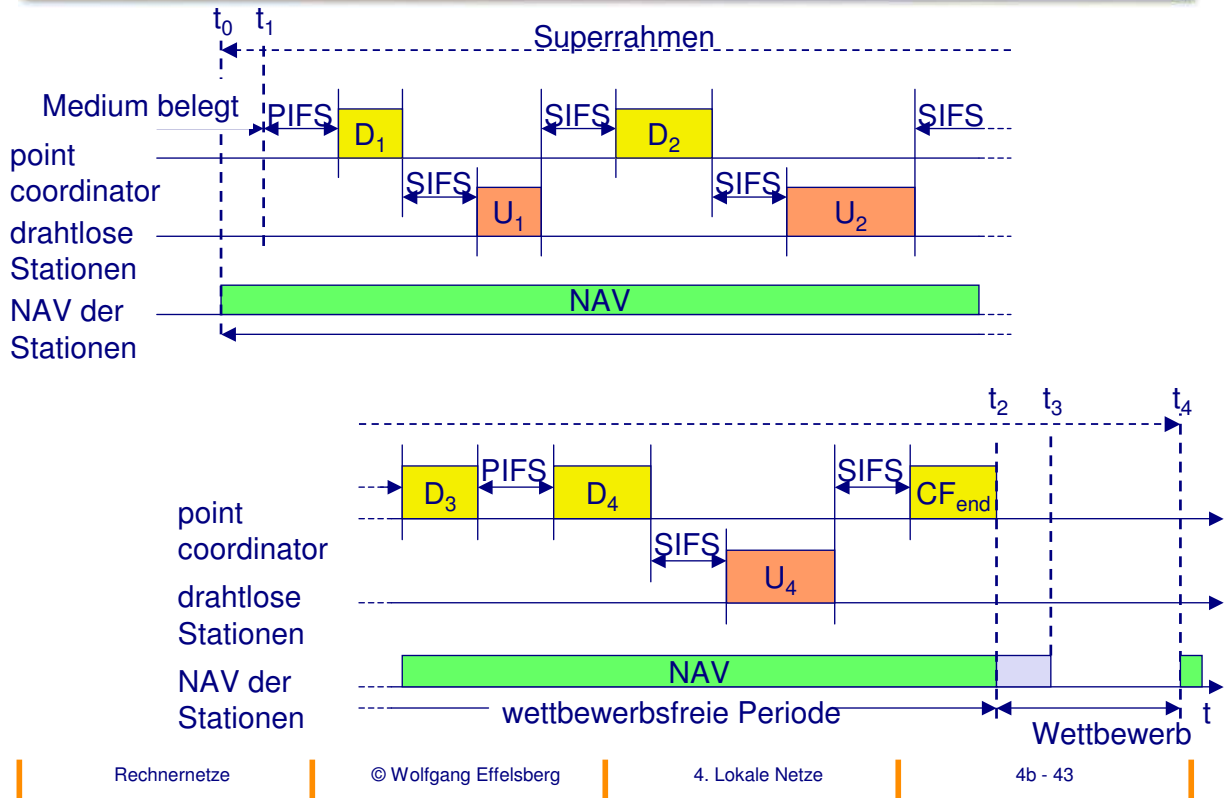 t0 t1
Superrahmen
Medium belegt
PIFS D1 SIFS D2 SIFS
point
coordinator
SIFS U1 SIFS U2
drahtlose
Stationen
NAV der
Stationen
NAV
t2 t3 t4
D3 PIFS D4 SIFS CFend
point
coordinator
SIFS U4
drahtlose
Stationen
NAV der
Stationen
NAV
wettbewerbsfreie Periode
t
Wettbewerb
Rechnernetze © Wolfgang Effelsberg 4. Lokale Netze 4b - 43